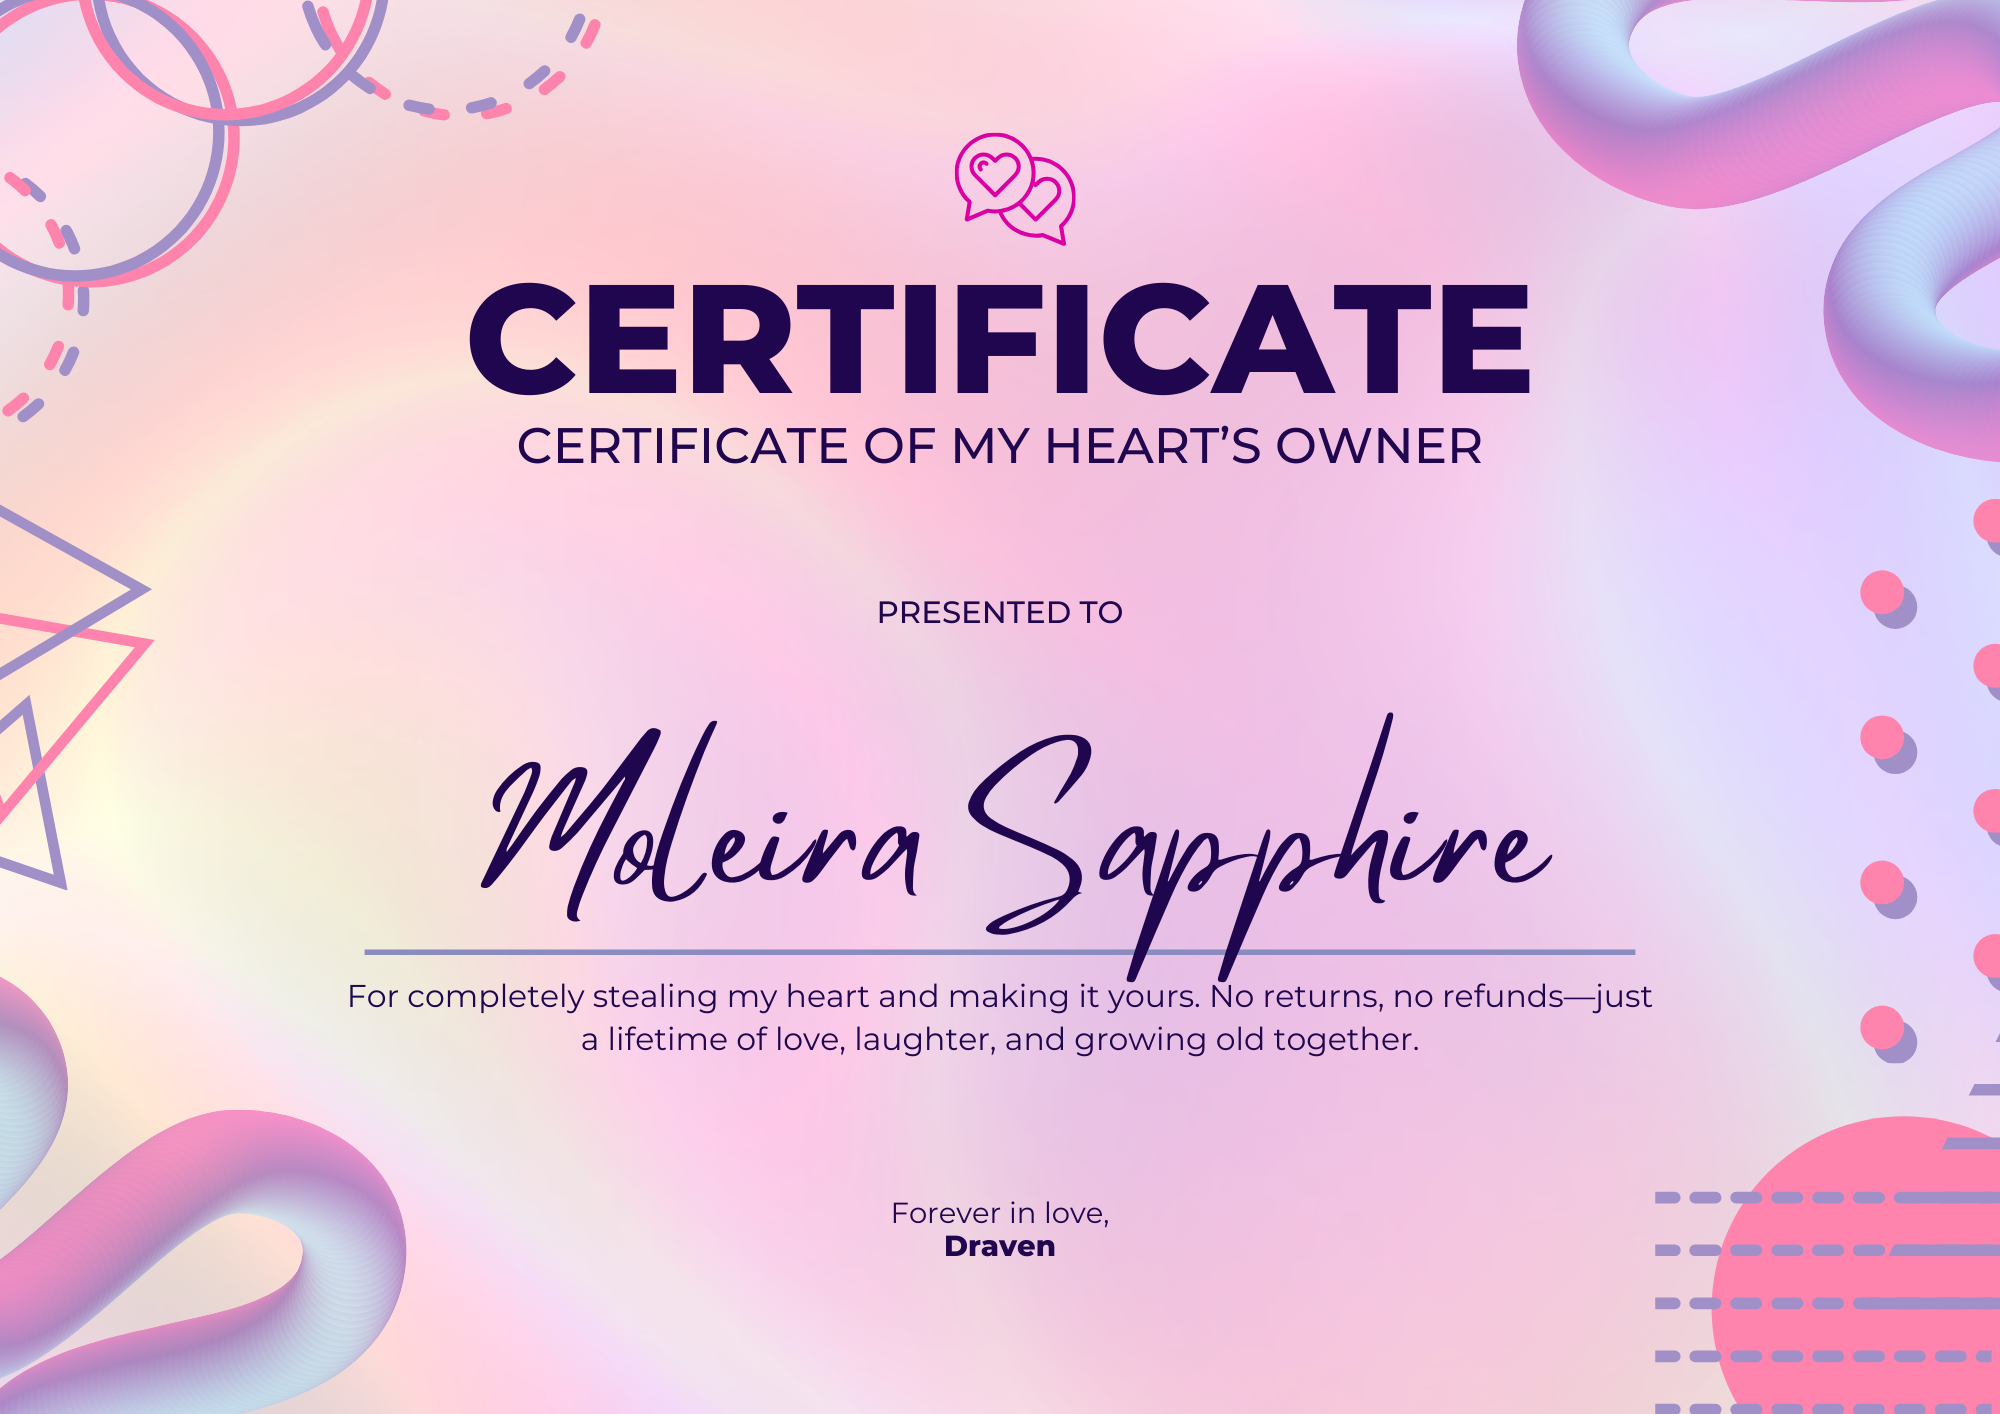 CERTIFICATE
CERTIFICATE OF MY HEART’S OWNER
PRESENTED TO
Moleira Sapphire
For completely stealing my heart and making it yours. No returns, no refunds—just
a lifetime of love, laughter, and growing old together.
Forever in love,
Draven